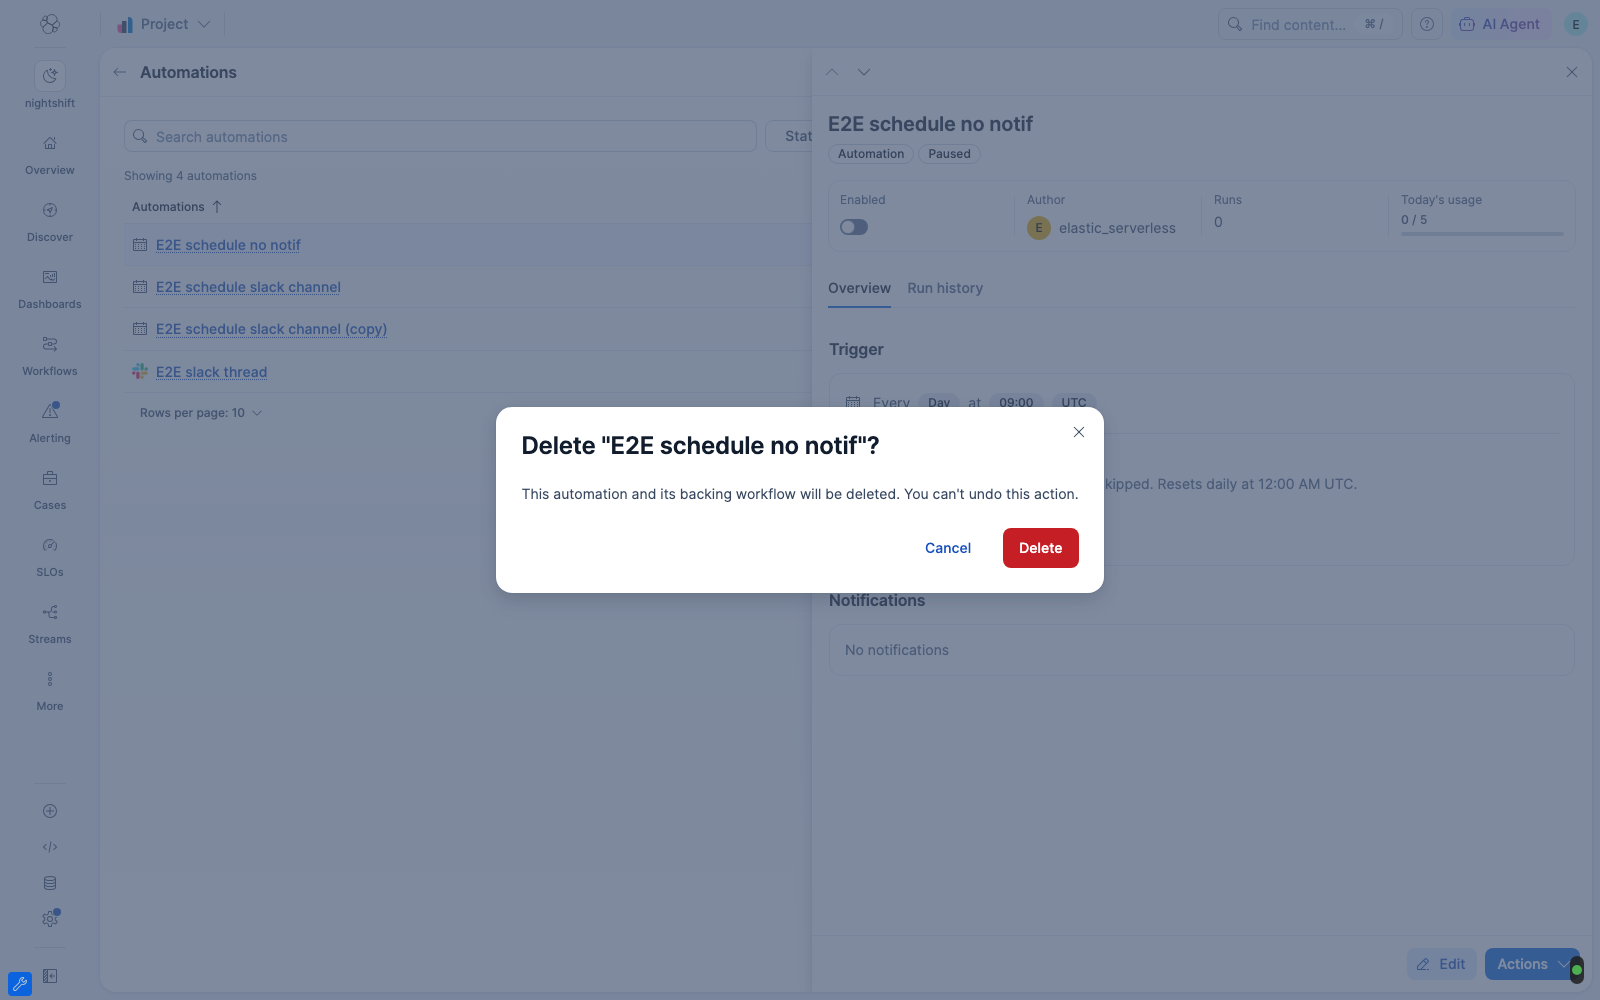 Project
Find content...
⌘ /
AI Agent
E
nightshift
Overview
Discover
Dashboards
Workflows
Alerting
Cases
SLOs
Streams
More
Automations
Search automations
Stat
Showing 4 automations
Automations
E2E schedule no notif
E2E schedule slack channel
E2E schedule slack channel (copy)
E2E slack thread
Rows per page: 10
E2E schedule no notif
Automation
Paused
Enabled
Author
E
elastic_serverless
Runs
0
Today's usage
0 / 5
Overview
Run history
Trigger
Every Day at 09:00 UTC
kipped. Resets daily at 12:00 AM UTC.
Notifications
No notifications
Edit
Actions
Delete "E2E schedule no notif"?
This automation and its backing workflow will be deleted. You can't undo this action.
Cancel
Delete